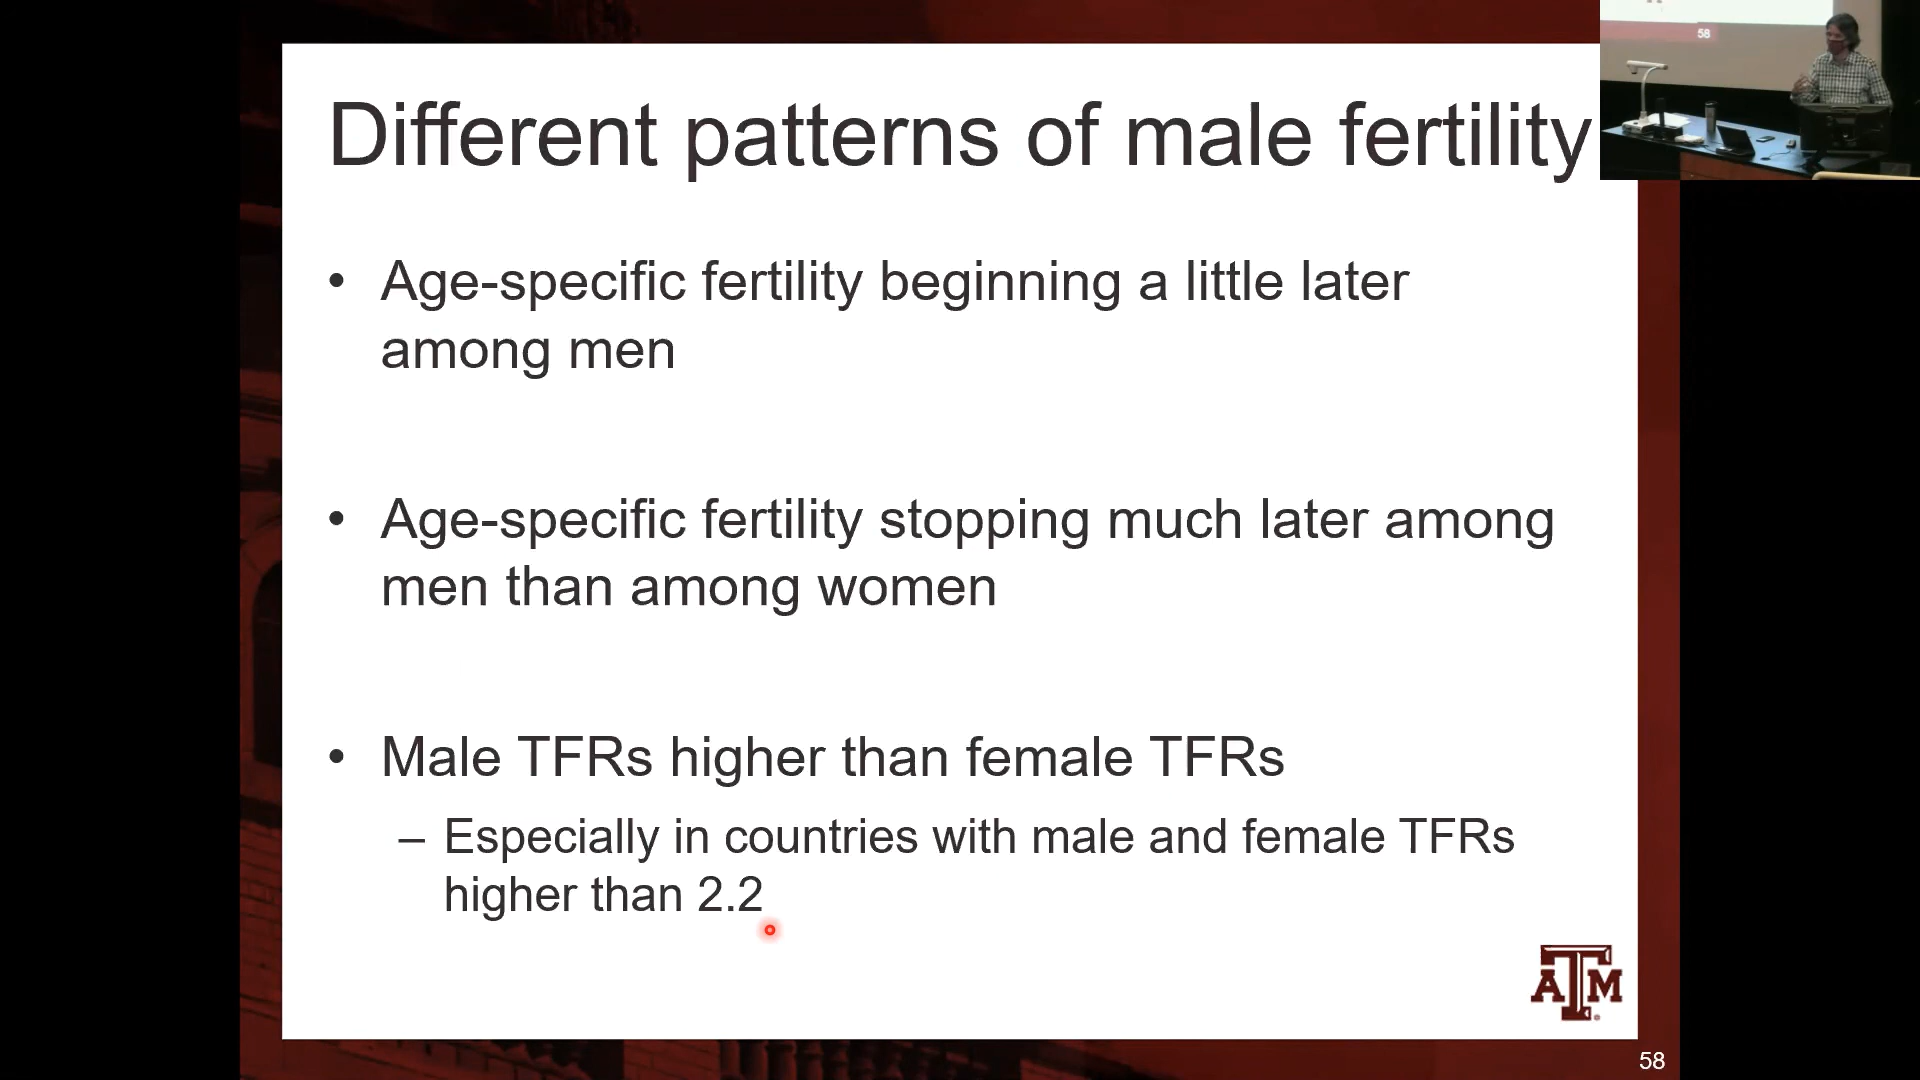 Different patterns of male fertility
58
• Age-specific fertility beginning a little later
among men
• Age-specific fertility stopping much later among
men than among women
• Male TFRs higher than female TFRs
– Especially in countries with male and female TFRs
higher than 2.2
ATM
58